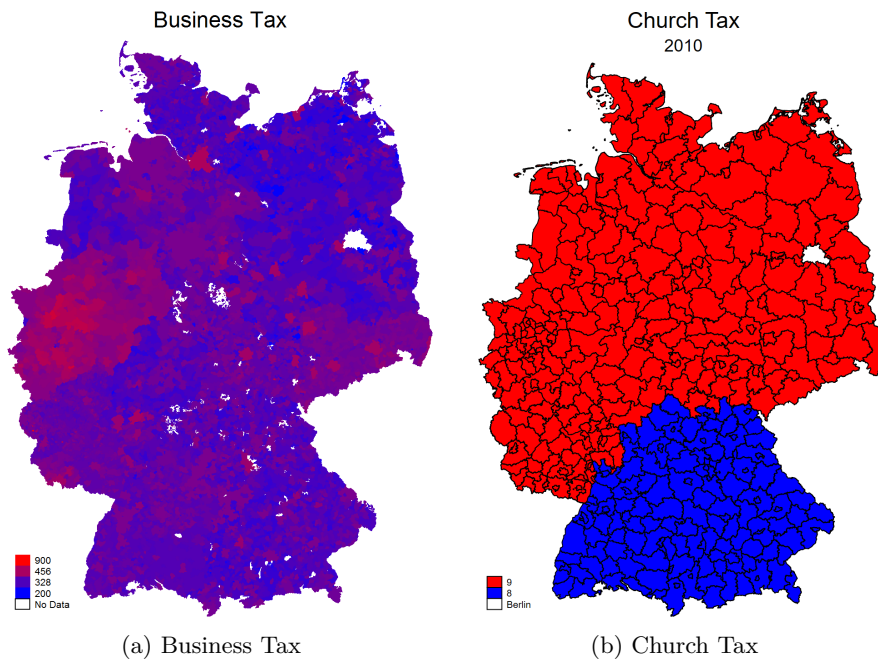 Business Tax
900
456
328
200
No Data
(a) Business Tax
Church Tax
2010
9
8
Berlin
(b) Church Tax